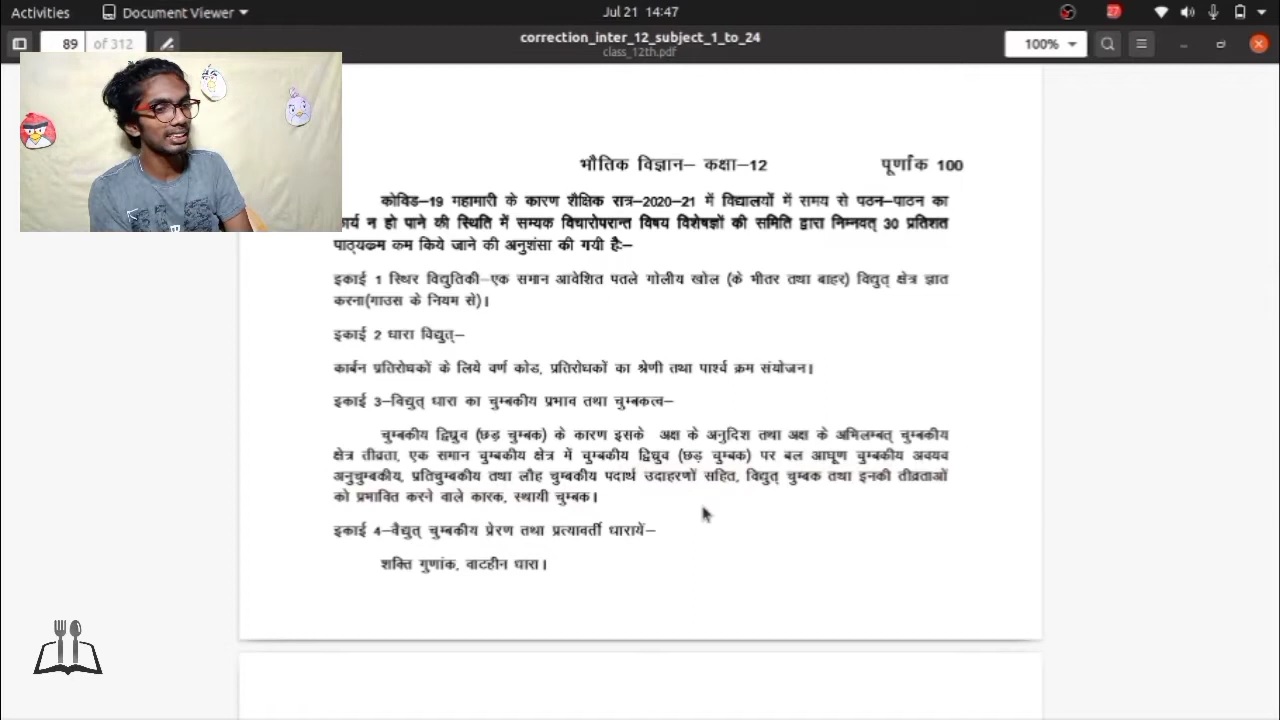 Activities Document Viewer Jul 21 14:47 27
89 of 312 correction_inter_12_subject_1_to_24 100%
class_12th.pdf
भौतिक विज्ञान– कक्षा–12 पूर्णांक 100
कोविड–19 महामारी के कारण शैक्षिक सत्र–2020–21 में विद्यालयों में समय से पठन–पाठन का
कार्य न हो पाने की स्थिति में सम्यक विचारोपरान्त विषय विशेषज्ञों की समिति द्वारा निम्नवत् 30 प्रतिशत
पाठ्यक्रम कम किये जाने की अनुशंसा की गयी है:–
इकाई 1 स्थिर विद्युतिकी–एक समान आवेशित पतले गोलीय खोल (के भीतर तथा बाहर) विद्युत् क्षेत्र ज्ञात
करना(गाउस के नियम से)।
इकाई 2 धारा विद्युत्–
कार्बन प्रतिरोधकों के लिये वर्ण कोड, प्रतिरोधकों का श्रेणी तथा पार्श्व क्रम संयोजन।
इकाई 3–विद्युत् धारा का चुम्बकीय प्रभाव तथा चुम्बकत्व–
चुम्बकीय द्विध्रुव (छड़ चुम्बक) के कारण इसके अक्ष के अनुदिश तथा अक्ष के अभिलम्बत् चुम्बकीय
क्षेत्र तीव्रता, एक समान चुम्बकीय क्षेत्र में चुम्बकीय द्विध्रुव (छड़ चुम्बक) पर बल आघूण चुम्बकीय अवयव
अनुचुम्बकीय, प्रतिचुम्बकीय तथा लौह चुम्बकीय पदार्थ उदाहरणों सहित, विद्युत् चुम्बक तथा इनकी तीव्रताओं
को प्रभावित करने वाले कारक, स्थायी चुम्बक।
इकाई 4–वैद्युत् चुम्बकीय प्रेरण तथा प्रत्यावर्ती धारायें–
शक्ति गुणांक, वाटहीन धारा।